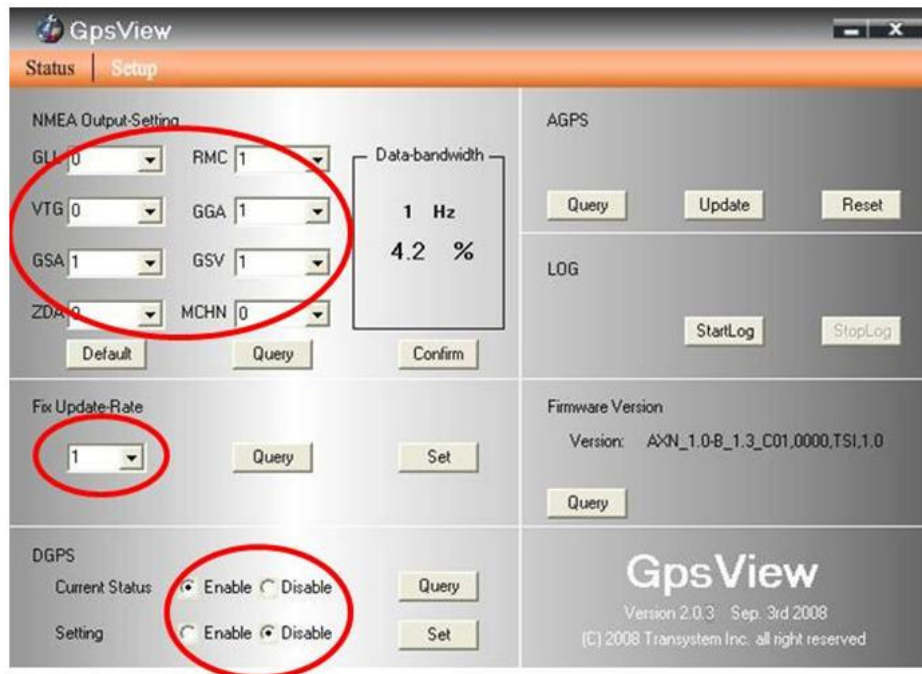 GpsView
Status | Setup
NMEA Output-Setting
GLL 0 RMC 1
VTG 0 GGA 1
GSA 1 GSV 1
ZDA 0 MCHN 0
Default Query Confirm
Data-bandwidth
1 Hz
4.2 %
Fix Update-Rate
1 Query Set
DGPS
Current Status Enable Disable Query
Setting Enable Disable Set
AGPS
Query Update Reset
LOG
StartLog StopLog
Firmware Version
Version: AXN_1.0-B_1.3_C01,0000,TSI,1.0
Query
GpsView
Version 2.0.3 Sep. 3rd 2008
(C) 2008 Transystem Inc. all right reserved